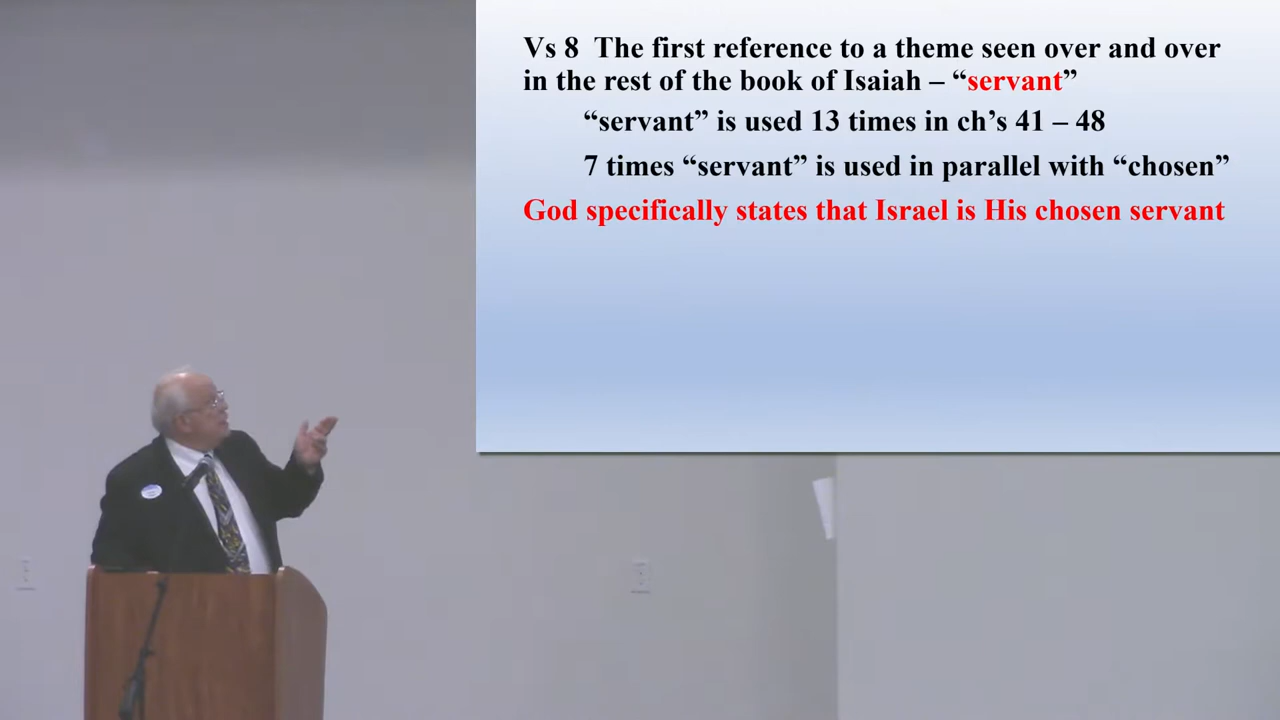 Vs 8  The first reference to a theme seen over and over
in the rest of the book of Isaiah – “servant”
“servant” is used 13 times in ch’s 41 – 48
7 times “servant” is used in parallel with “chosen”
God specifically states that Israel is His chosen servant